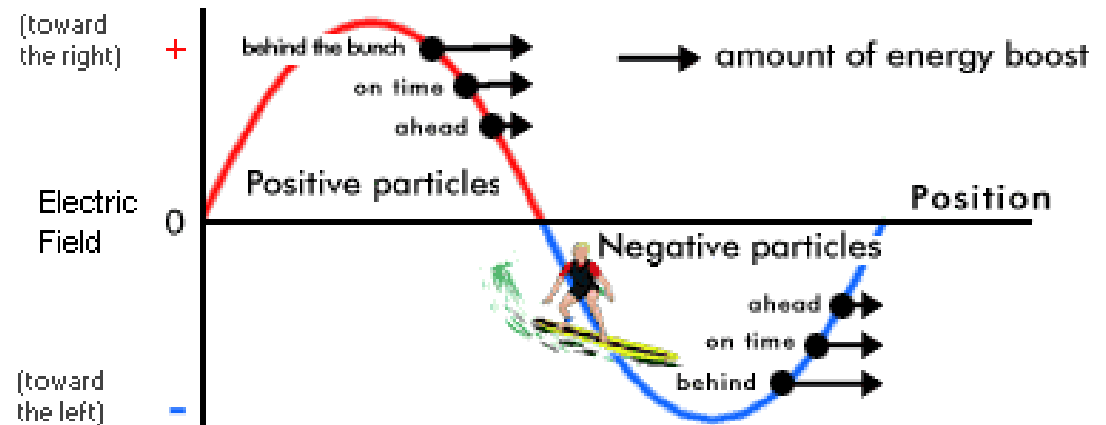 (toward
the right)
+
behind the bunch
on time
ahead
amount of energy boost
Positive particles
Electric
Field
0
Position
Negative particles
ahead
on time
behind
(toward
the left)
-